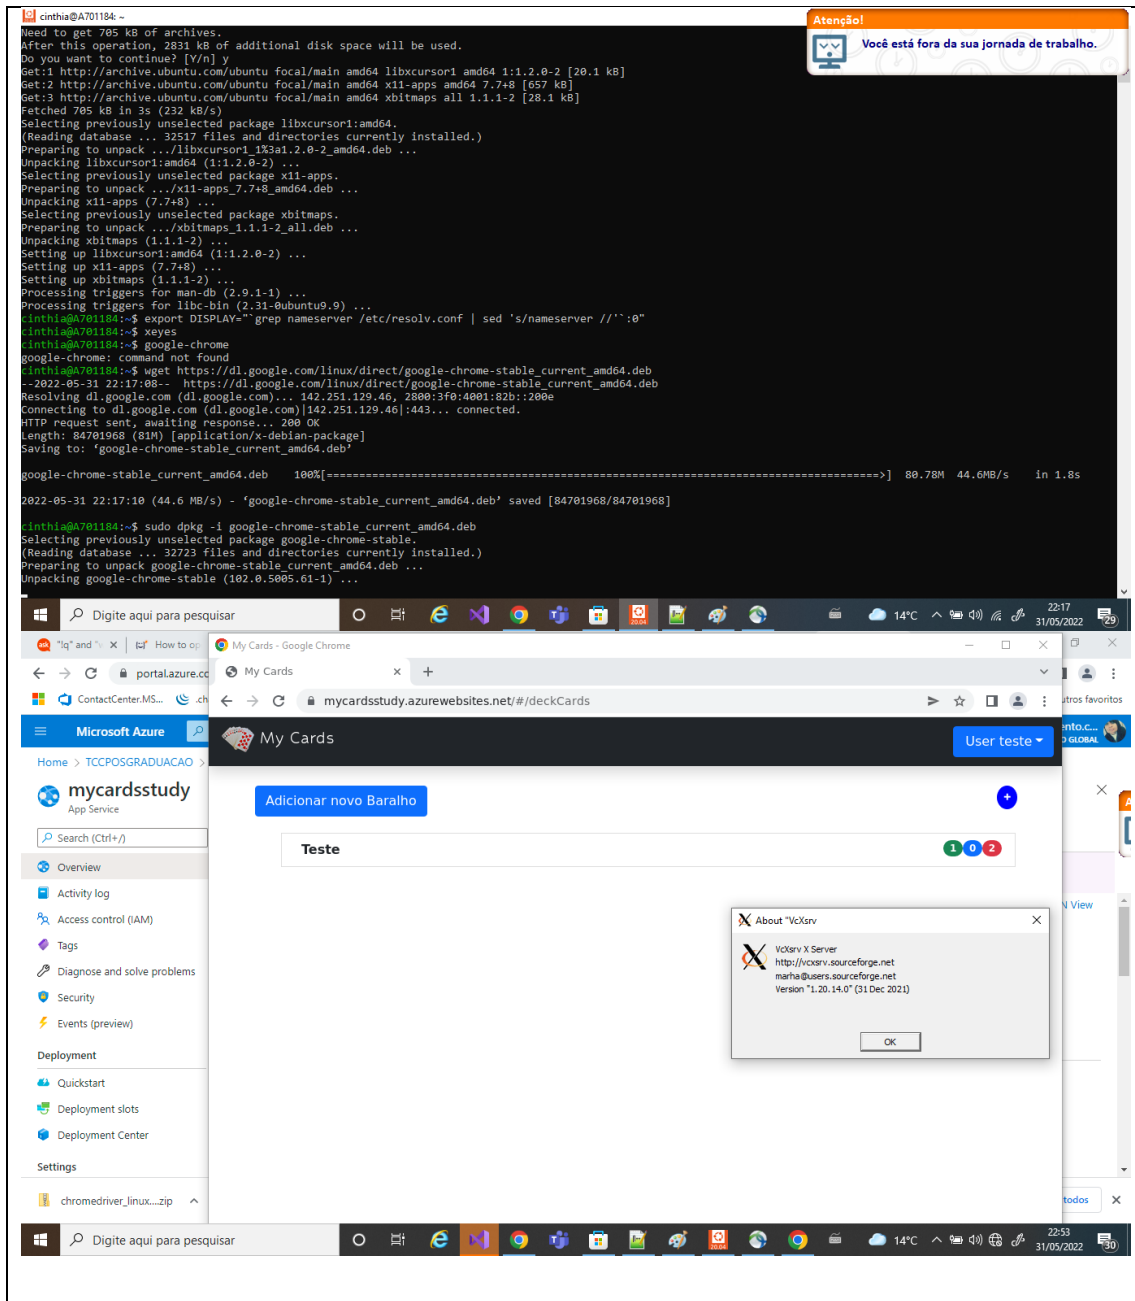 cinthia@A701184: ~
Need to get 705 kB of archives.
After this operation, 2831 kB of additional disk space will be used.
Do you want to continue? [Y/n] y
Get:1 http://archive.ubuntu.com/ubuntu focal/main amd64 libxcursor1 amd64 1:1.2.0-2 [20.1 kB]
Get:2 http://archive.ubuntu.com/ubuntu focal/main amd64 x11-apps amd64 7.7+8 [657 kB]
Get:3 http://archive.ubuntu.com/ubuntu focal/main amd64 xbitmaps all 1.1.1-2 [28.1 kB]
Fetched 705 kB in 3s (232 kB/s)
Selecting previously unselected package libxcursor1:amd64.
(Reading database ... 32517 files and directories currently installed.)
Preparing to unpack .../libxcursor1_1%3a1.2.0-2_amd64.deb ...
Unpacking libxcursor1:amd64 (1:1.2.0-2) ...
Selecting previously unselected package x11-apps.
Preparing to unpack .../x11-apps_7.7+8_amd64.deb ...
Unpacking x11-apps (7.7+8) ...
Selecting previously unselected package xbitmaps.
Preparing to unpack .../xbitmaps_1.1.1-2_all.deb ...
Unpacking xbitmaps (1.1.1-2) ...
Setting up libxcursor1:amd64 (1:1.2.0-2) ...
Setting up x11-apps (7.7+8) ...
Setting up xbitmaps (1.1.1-2) ...
Processing triggers for man-db (2.9.1-1) ...
Processing triggers for libc-bin (2.31-0ubuntu9.9) ...
cinthia@A701184:~$ export DISPLAY="`grep nameserver /etc/resolv.conf | sed 's/nameserver //'`:0"
cinthia@A701184:~$ xeyes
cinthia@A701184:~$ google-chrome
google-chrome: command not found
cinthia@A701184:~$ wget https://dl.google.com/linux/direct/google-chrome-stable_current_amd64.deb
--2022-05-31 22:17:08-- https://dl.google.com/linux/direct/google-chrome-stable_current_amd64.deb
Resolving dl.google.com (dl.google.com)... 142.251.129.46, 2800:3f0:4001:82b::200e
Connecting to dl.google.com (dl.google.com)|142.251.129.46|:443... connected.
HTTP request sent, awaiting response... 200 OK
Length: 84701968 (81M) [application/x-debian-package]
Saving to: ‘google-chrome-stable_current_amd64.deb’
google-chrome-stable_current_amd64.deb 100%[=====================================================================================>] 80.78M 44.6MB/s in 1.8s
2022-05-31 22:17:10 (44.6 MB/s) - ‘google-chrome-stable_current_amd64.deb’ saved [84701968/84701968]
cinthia@A701184:~$ sudo dpkg -i google-chrome-stable_current_amd64.deb
Selecting previously unselected package google-chrome-stable.
(Reading database ... 32723 files and directories currently installed.)
Preparing to unpack google-chrome-stable_current_amd64.deb ...
Unpacking google-chrome-stable (102.0.5005.61-1) ...
Atenção!
Você está fora da sua jornada de trabalho.
Digite aqui para pesquisar
20.04
14°C
22:17
31/05/2022
29
ask
"lq" and "
How to op
My Cards - Google Chrome
My Cards
portal.azure.cc
mycardsstudy.azurewebsites.net/#/deckCards
ContactCenter.MS...
.ch
utros favoritos
Microsoft Azure
My Cards
User teste
nto.c...
O GLOBAL
Home > TCCPOSGRADUACAO >
mycardsstudy
App Service
Search (Ctrl+/)
Overview
Activity log
Access control (IAM)
Tags
Diagnose and solve problems
Security
Events (preview)
Deployment
Quickstart
Deployment slots
Deployment Center
Settings
Adicionar novo Baralho
+
Teste
1 0 2
A
N View
About "VcXsrv
VcXsrv X Server
http://vcxsrv.sourceforge.net
marha@users.sourceforge.net
Version "1.20.14.0" (31 Dec 2021)
OK
chromedriver_linux....zip
todos
Digite aqui para pesquisar
20.04
14°C
22:53
31/05/2022
30